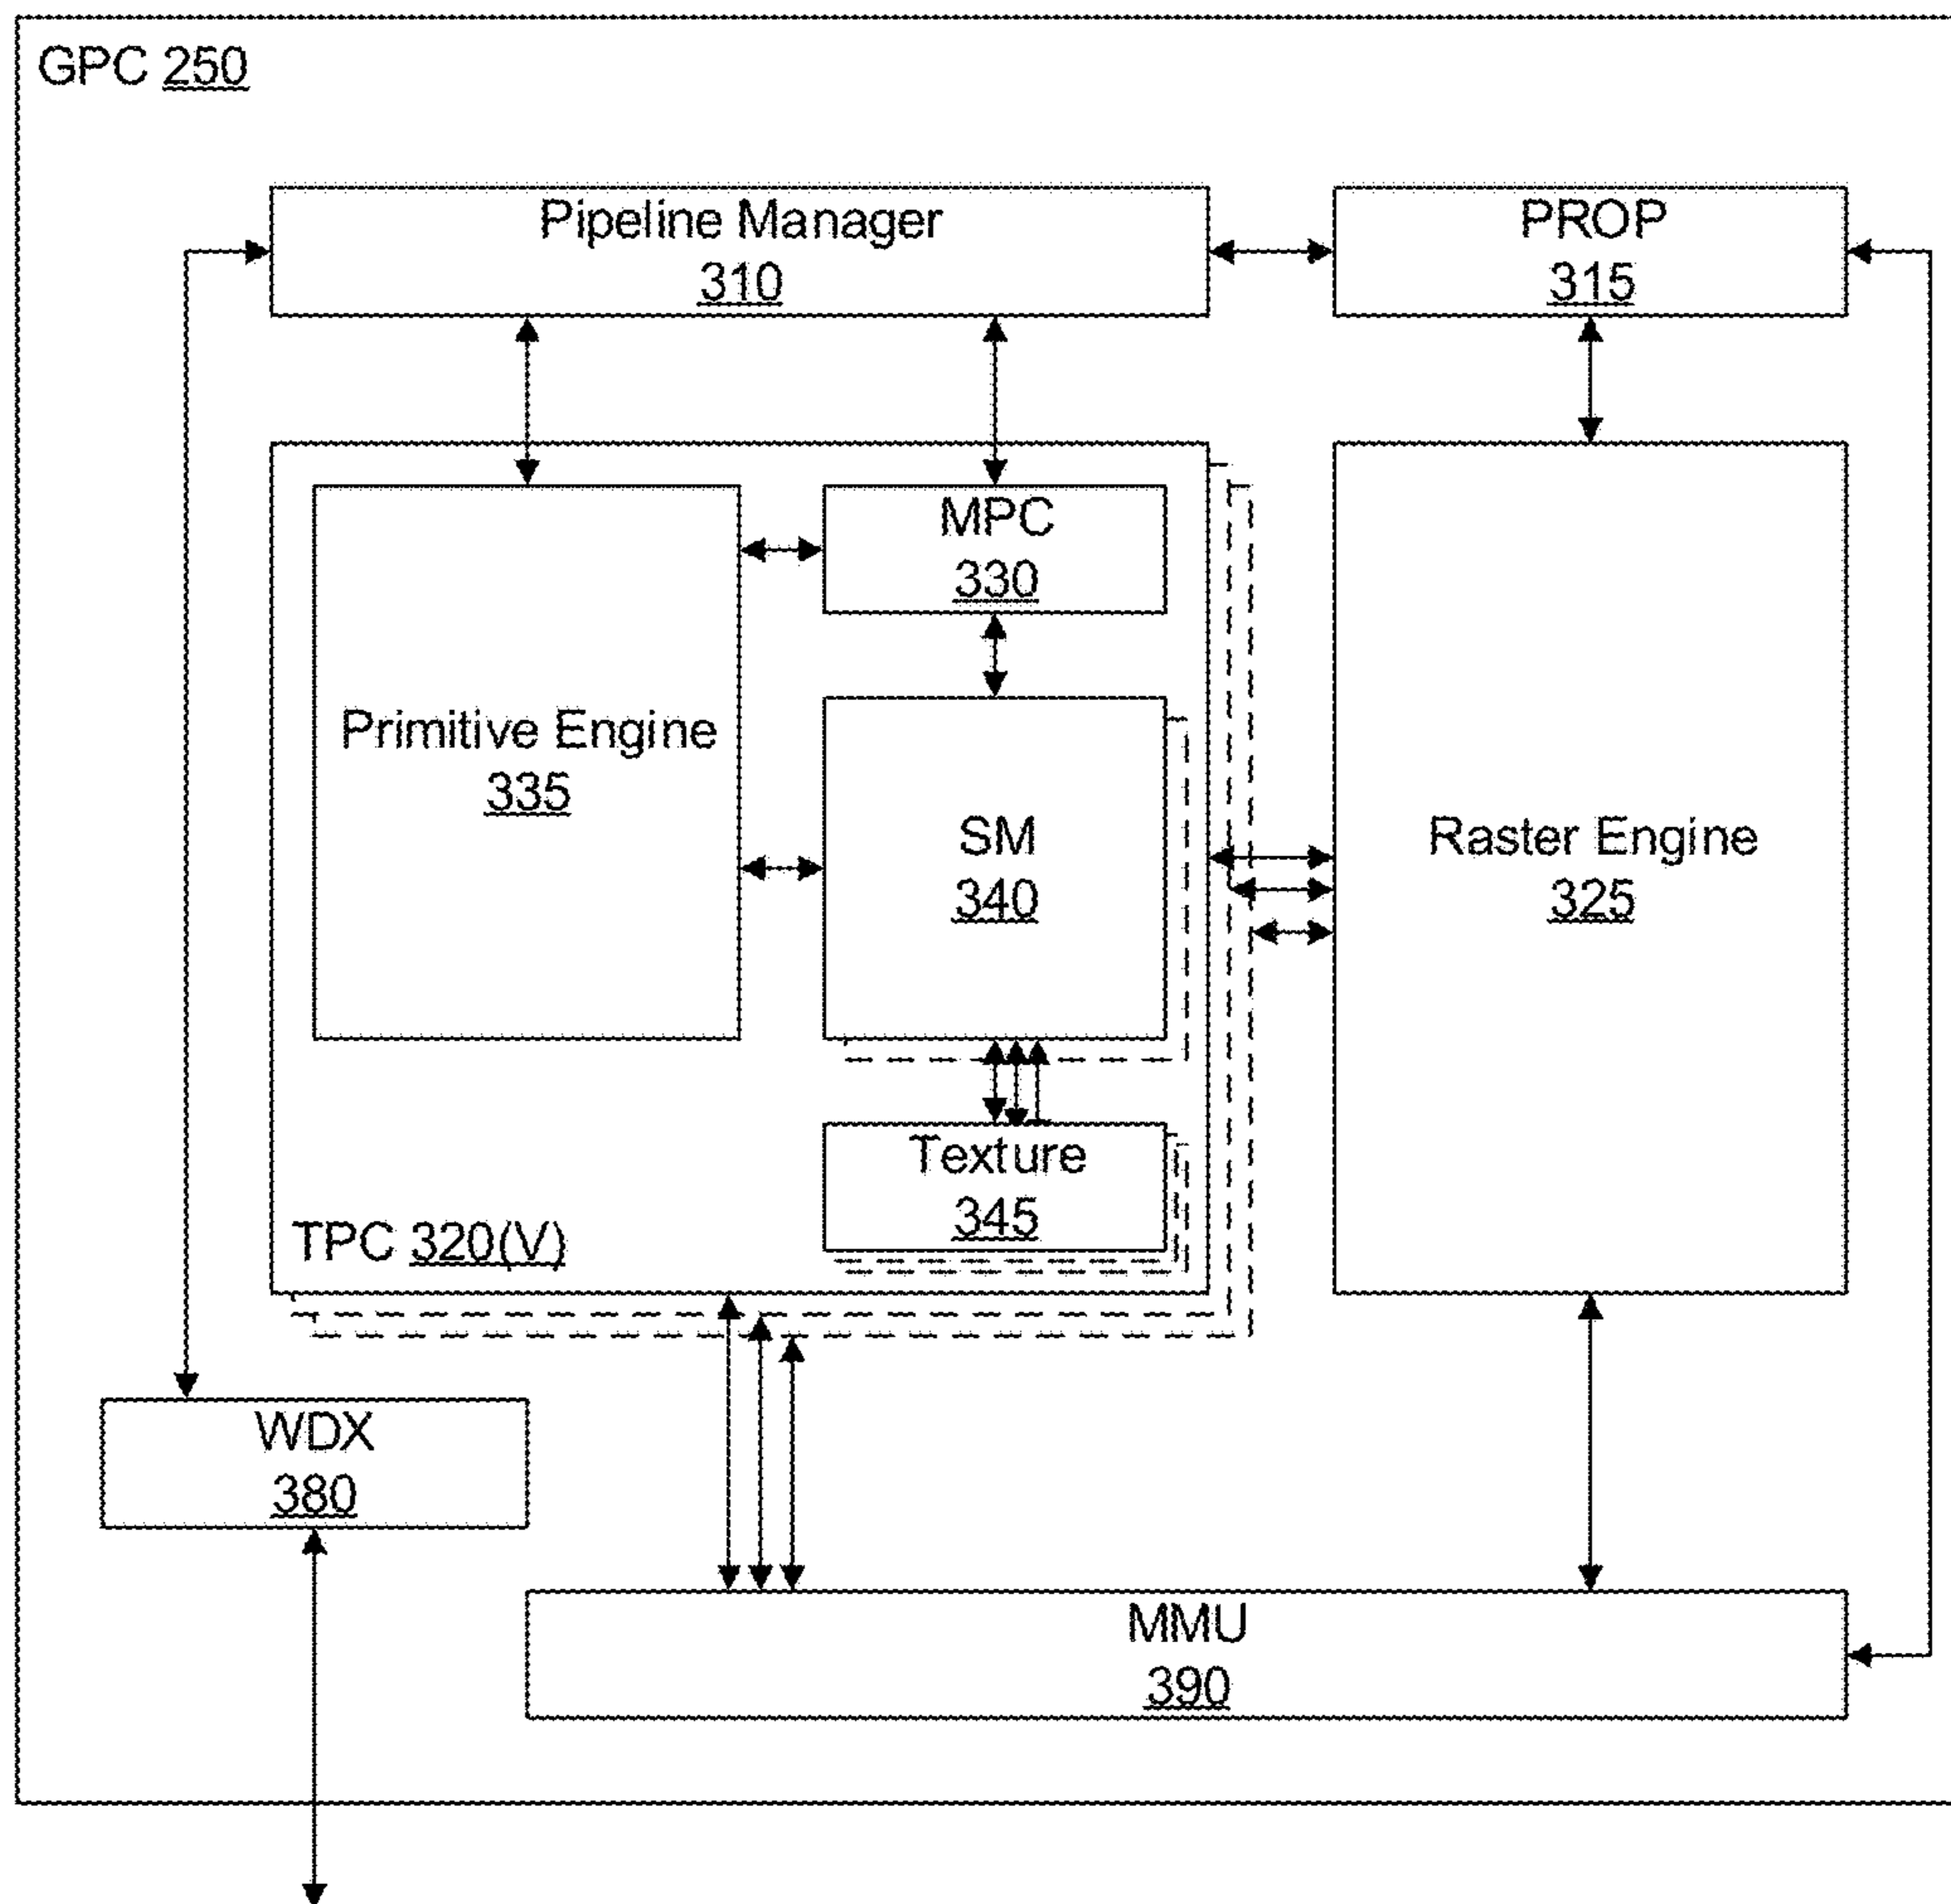 GPC 250
Pipeline Manager
310
PROP
315
MPC
330
Primitive Engine
335
SM
340
Raster Engine
325
Texture
345
TPC 320(V)
WDX
380
MMU
390